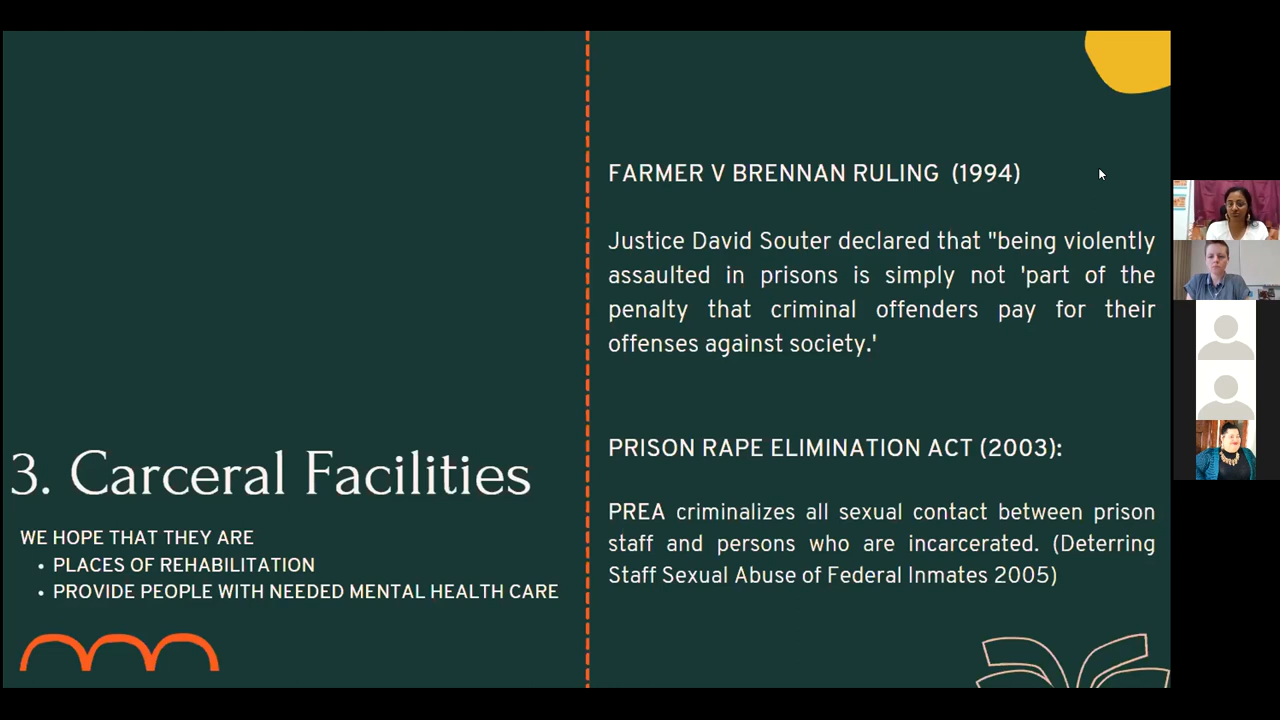 3. Carceral Facilities
WE HOPE THAT THEY ARE
• PLACES OF REHABILITATION
• PROVIDE PEOPLE WITH NEEDED MENTAL HEALTH CARE
FARMER V BRENNAN RULING (1994)
Justice David Souter declared that "being violently
assaulted in prisons is simply not 'part of the
penalty that criminal offenders pay for their
offenses against society.'
PRISON RAPE ELIMINATION ACT (2003):
PREA criminalizes all sexual contact between prison
staff and persons who are incarcerated. (Deterring
Staff Sexual Abuse of Federal Inmates 2005)